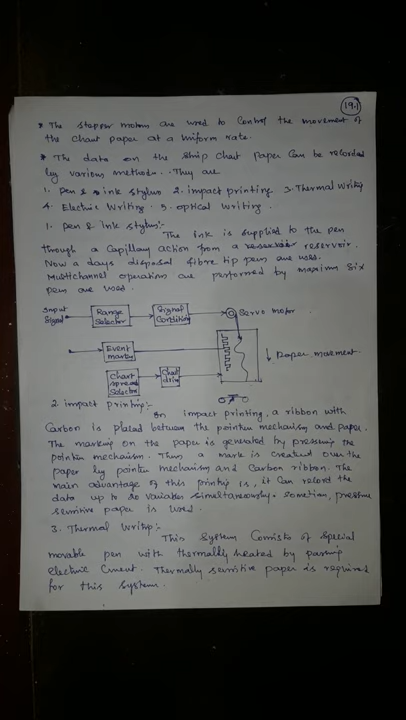 19.1
* The stepper motors are used to Control the movement of
the chart paper at a uniform rate.
* The data on the strip chart paper Can be recorded
by various methods. They are
1. pen & ink stylus 2. impact printing 3. Thermal writing
4. Electric Writing. 5. optical writing.
1. pen & ink stylus:-
The ink is supplied to the pen
through a Capillary action from a reservoir.
Now a days disposal fibre tip pens are used.
Multichannel operation are performed by maximum six
pens are used.
Input Signal
Range Selector
Signal Condition
Servo motor
Event marker
Paper movement
Chart speed Selector
Chart drive
2. impact printing:-
In impact printing, a ribbon with
Carbon is placed between the pointer mechanism and paper.
The marking on the paper is generated by pressing the
pointer mechanism. Thus a mark is created over the
paper by pointer mechanism and Carbon ribbon. The
main advantage of this printing is, it Can record the
data up to 30 variables simultaneously. Sometimes, pressure
sensitive paper is used.
3. Thermal Writing:-
This System Consists of Special
movable pen with thermally heated by passing
electric Current. Thermally sensitive paper is required
for this System.